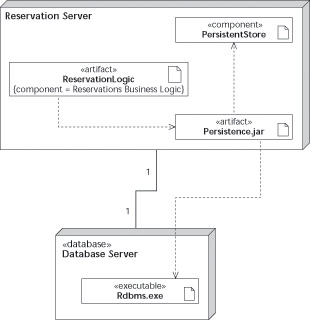 Reservation Server
«component»
PersistentStore
«artifact»
ReservationLogic
{component = Reservations Business Logic}
«artifact»
Persistence.jar
1
1
«database»
Database Server
«executable»
Rdbms.exe